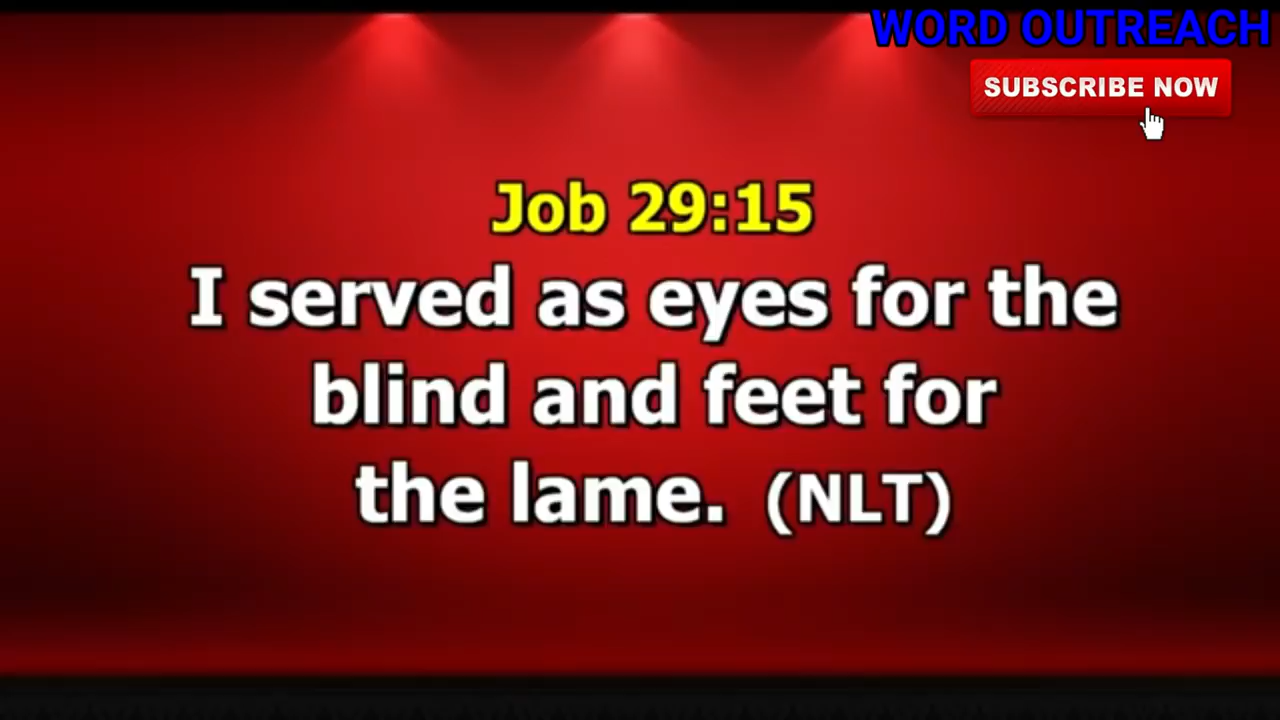 WORD OUTREACH
SUBSCRIBE NOW
Job 29:15
I served as eyes for the
blind and feet for
the lame. (NLT)